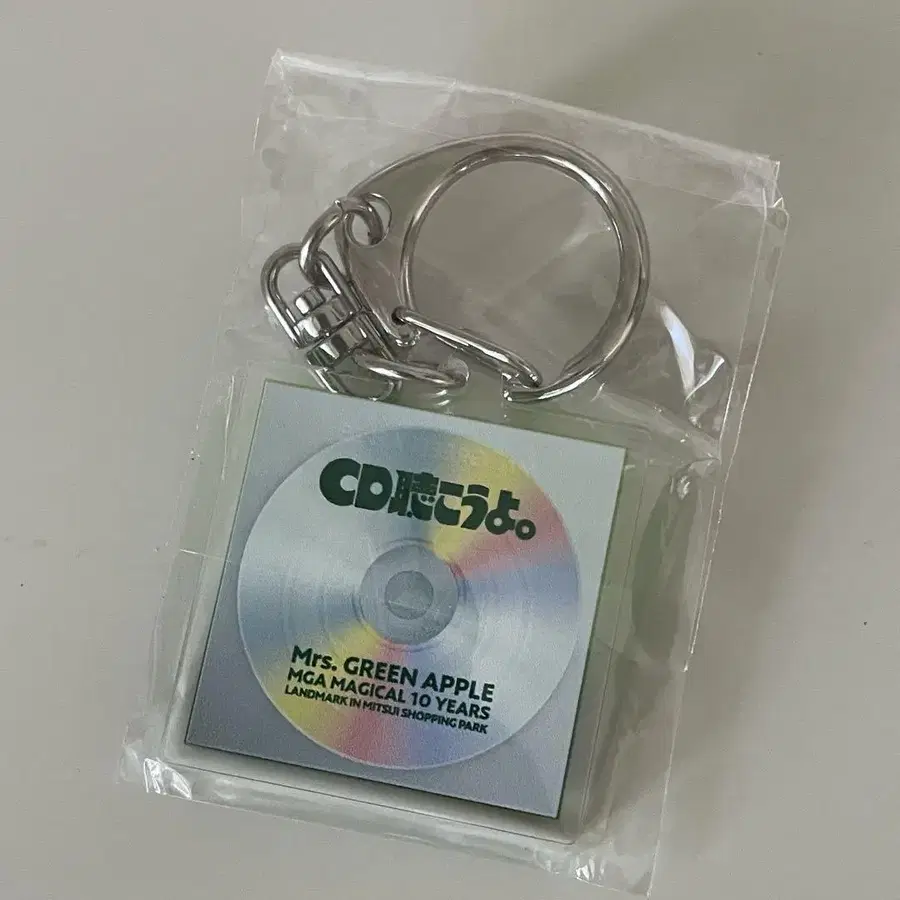 CD聴こうよ。
Mrs. GREEN APPLE
MGA MAGICAL 10 YEARS
LANDMARK IN MITSUI SHOPPING PARK